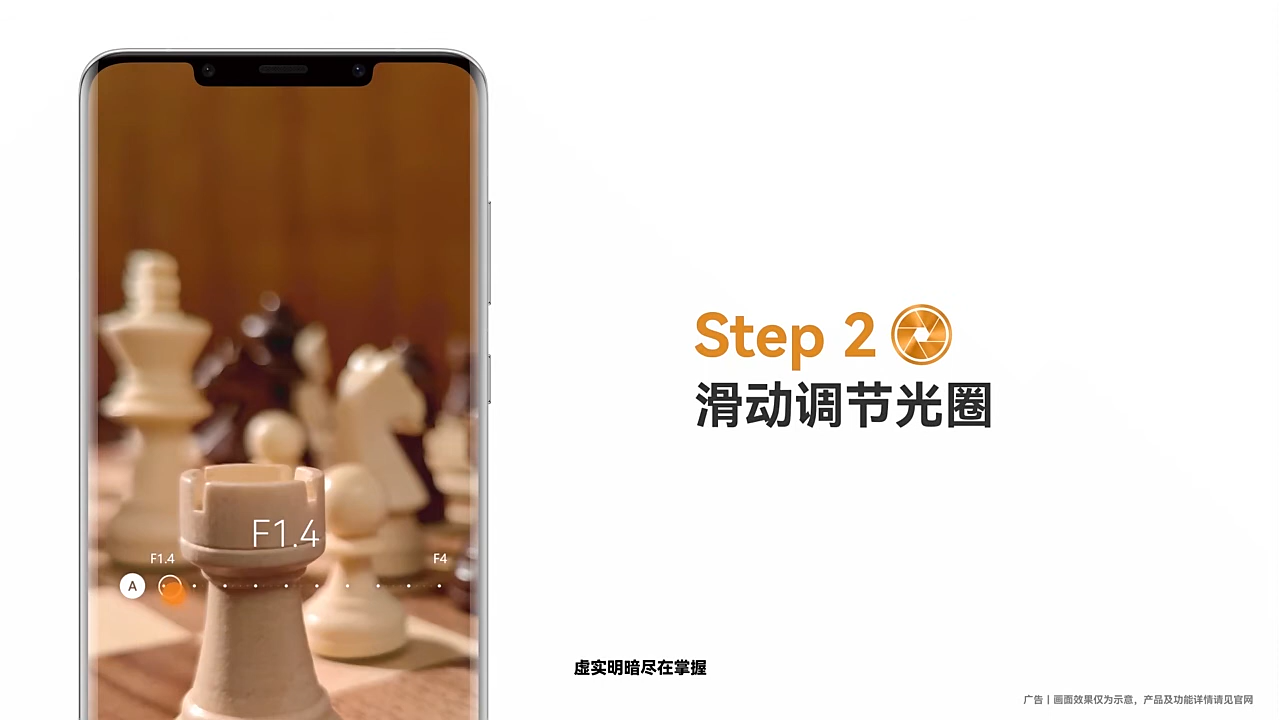 Step 2
滑动调节光圈
F1.4
F1.4 F4
A
虚实明暗尽在掌握
广告丨画面效果仅为示意，产品及功能详情请见官网